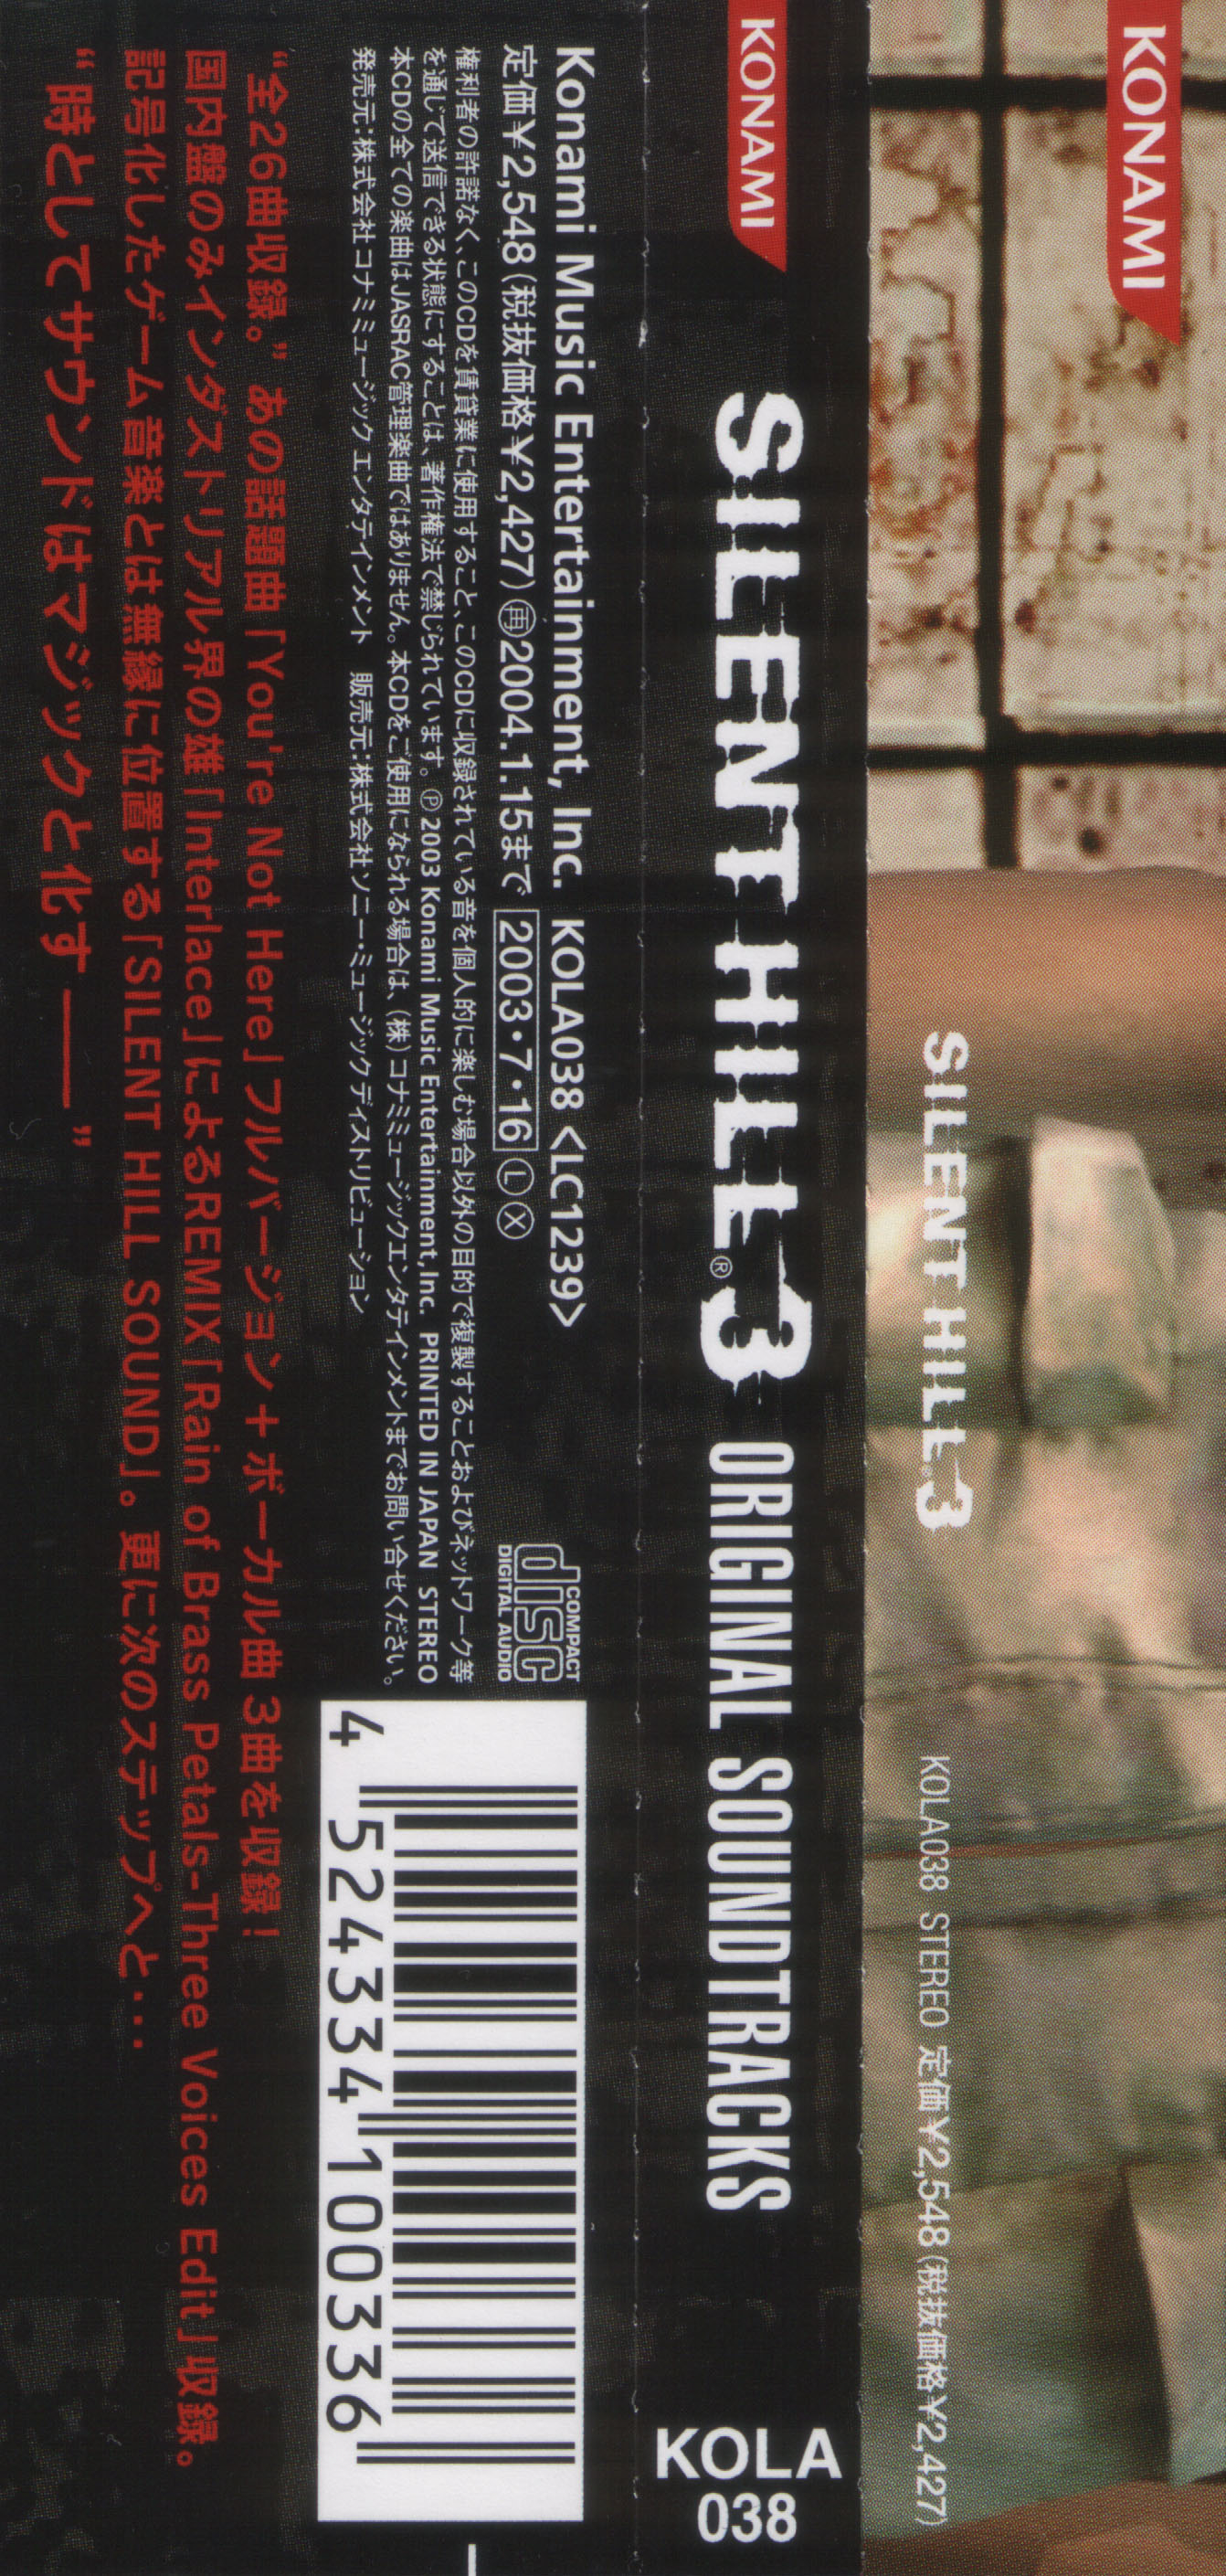 KONAMI
SILENT HILL 3
KOLA038 STEREO 定価¥2,548(税抜価格¥2,427)
KONAMI
SILENT HILL® 3 ORIGINAL SOUNDTRACKS
KOLA
038
Konami Music Entertainment, Inc. KOLA038 <LC1239>
定価¥2,548(税抜価格¥2,427)㊢2004.1.15まで 2003・7・16 Ⓛ Ⓧ
権利者の許諾なく、このCDを賃貸業に使用すること、このCDに収録されている音を個人的に楽しむ場合以外の目的で複製することおよびネットワーク等
を通じて送信できる状態にすることは、著作権法で禁じられています。Ⓟ2003 Konami Music Entertainment, Inc. PRINTED IN JAPAN STEREO
本CDの全ての楽曲はJASRAC管理楽曲ではありません。本CDをご使用になられる場合は、(株)コナミミュージックエンタテインメントまでお問い合せください。
発売元:株式会社コナミミュージック エンタテインメント 販売元:株式会社ソニー・ミュージックディストリビューション
COMPACT
disc
DIGITAL AUDIO
4 524334 100336
“全26曲収録。” あの話題曲「You're Not Here」フルバージョン+ボーカル曲 3曲を収録!
国内盤のみインダストリアル界の雄「Interlace」によるREMIX「Rain of Brass Petals-Three Voices Edit」収録。
記号化したゲーム音楽とは無縁に位置する「SILENT HILL SOUND」。更に次のステップへと...
“時としてサウンドはマジックと化す――”